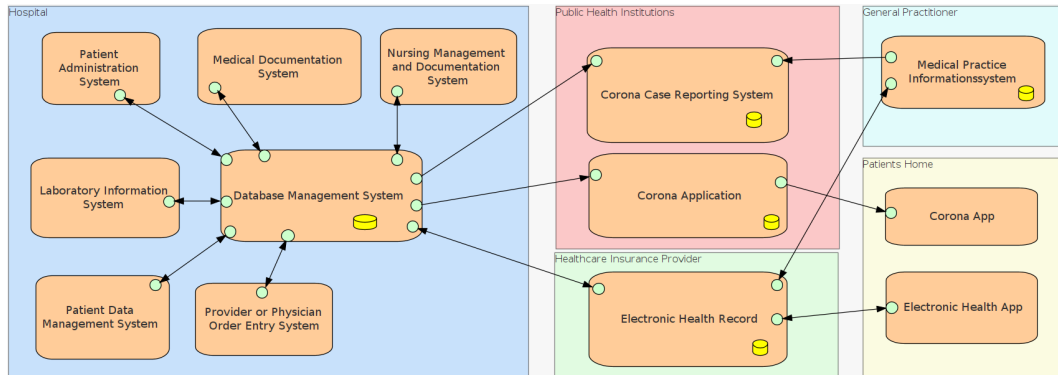 Hospital
Patient
Administration
System
Medical Documentation
System
Nursing Management
and Documentation
System
Laboratory Information
System
Database Management System
Patient Data
Management System
Provider or Physician
Order Entry System
Public Health Institutions
Corona Case Reporting System
Corona Application
Healthcare Insurance Provider
Electronic Health Record
General Practitioner
Medical Practice
Informationssystem
Patients Home
Corona App
Electronic Health App